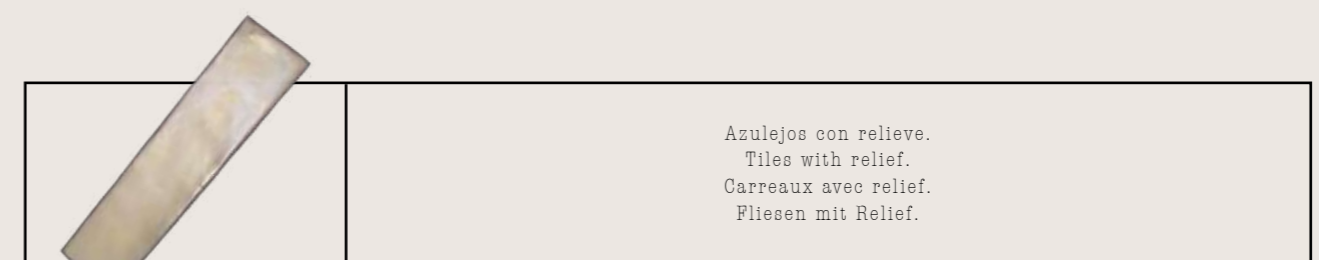 Azulejos con relieve.
Tiles with relief.
Carreaux avec relief.
Fliesen mit Relief.